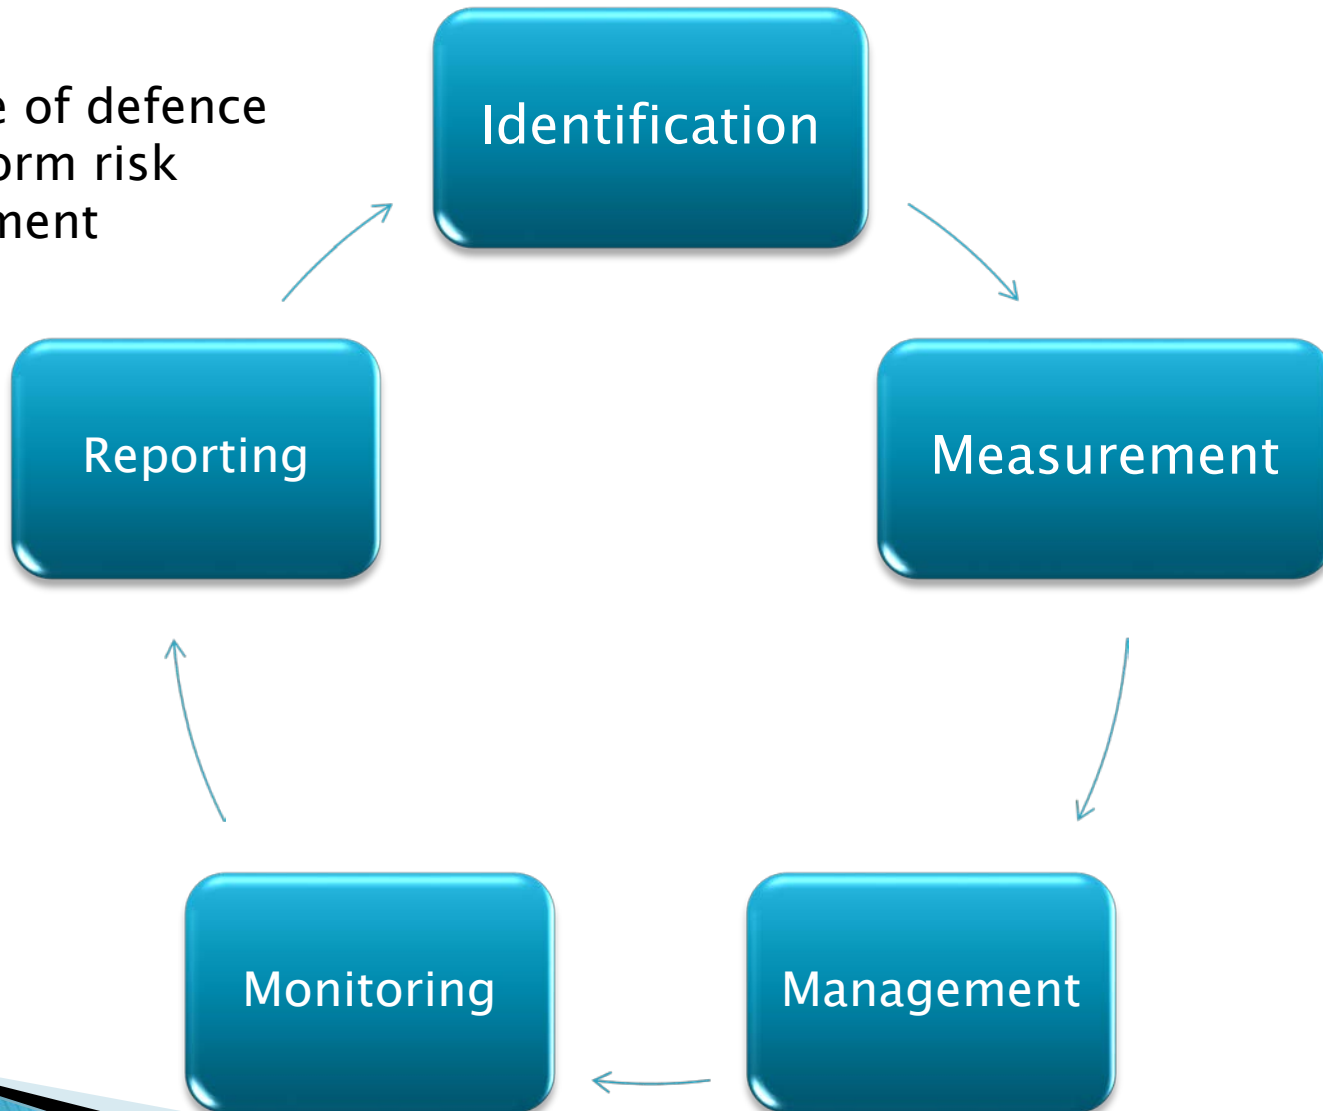 e of defence
orm risk
ment
Identification
Measurement
Management
Monitoring
Reporting